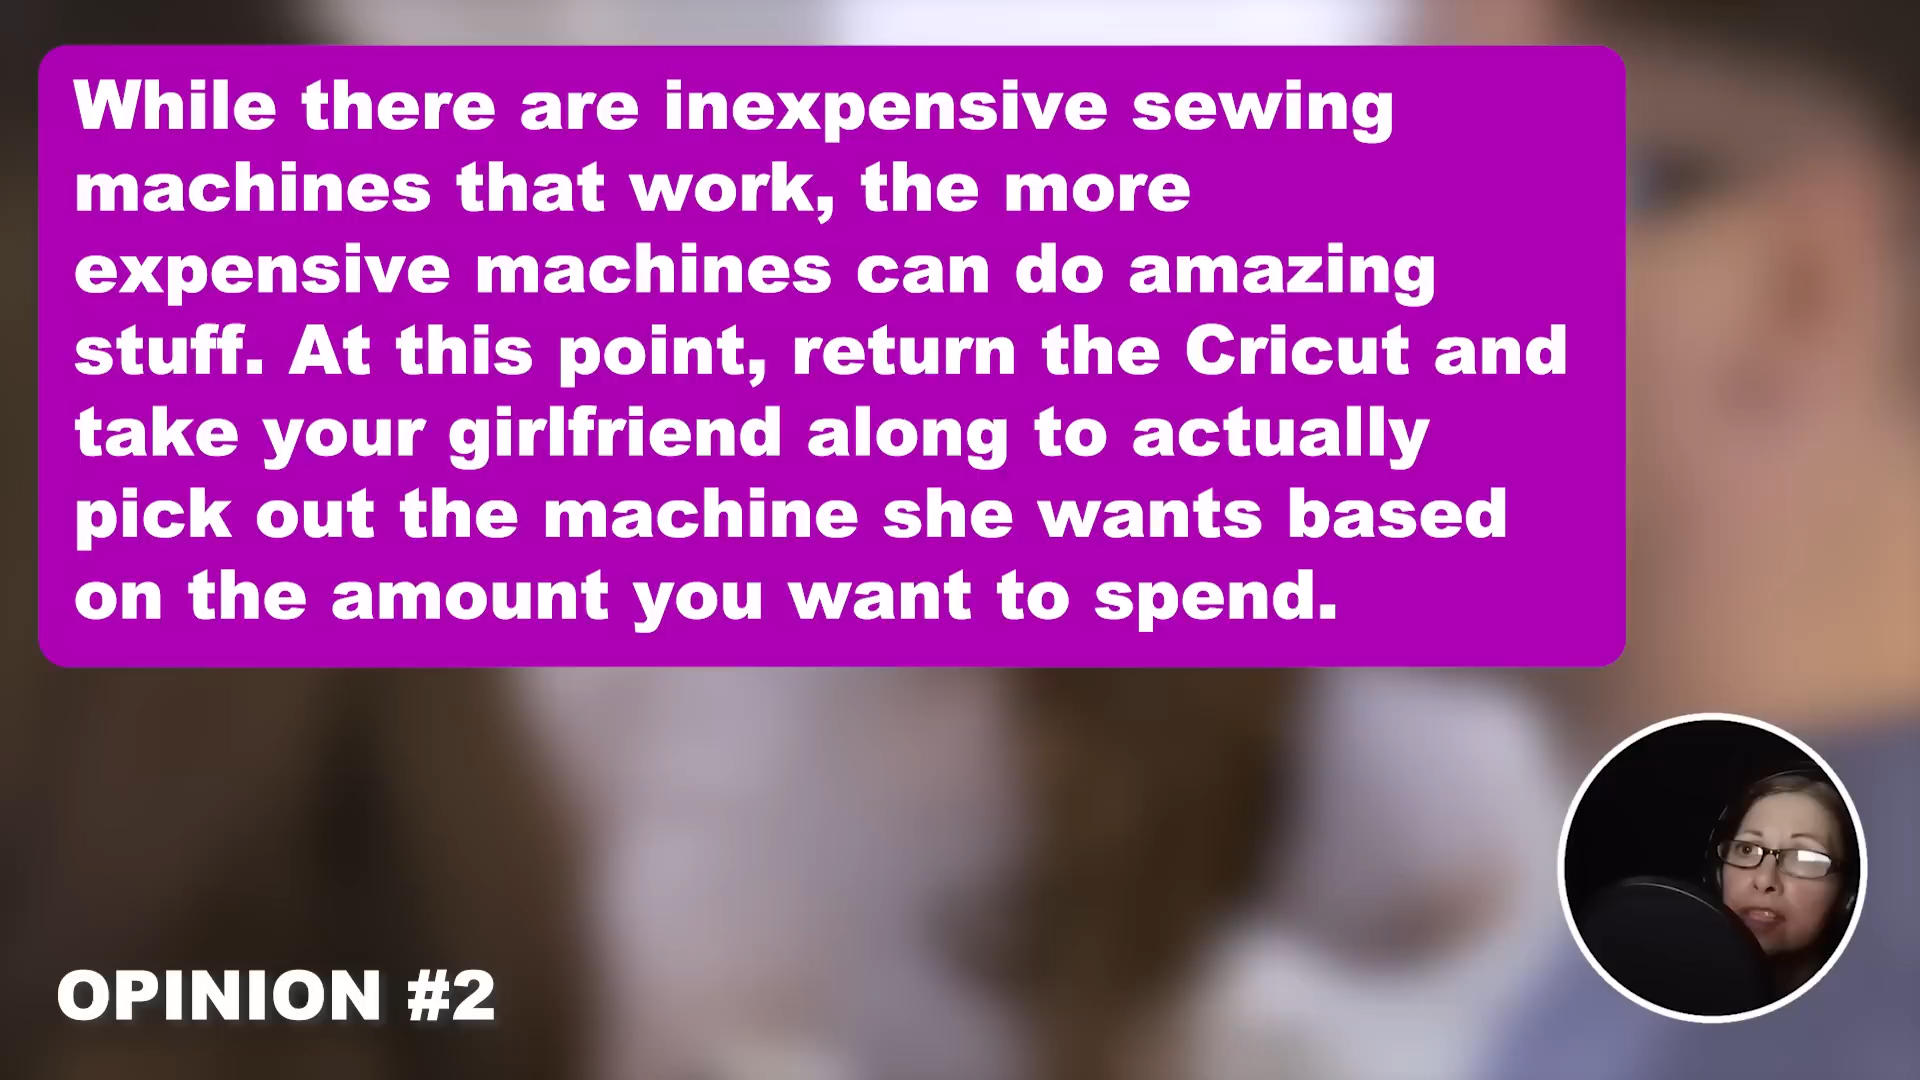 While there are inexpensive sewing
machines that work, the more
expensive machines can do amazing
stuff. At this point, return the Cricut and
take your girlfriend along to actually
pick out the machine she wants based
on the amount you want to spend.
OPINION #2